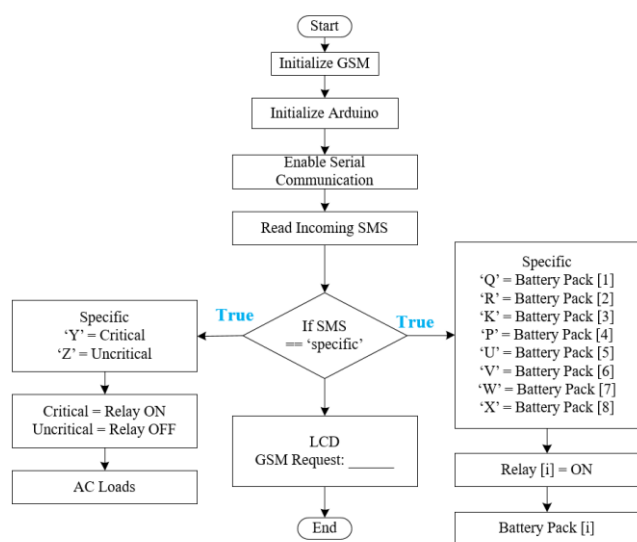 Start
Initialize GSM
Initialize Arduino
Enable Serial
Communication
Read Incoming SMS
If SMS
== ‘specific’
True
True
Specific
‘Y’ = Critical
‘Z’ = Uncritical
Critical = Relay ON
Uncritical = Relay OFF
AC Loads
LCD
GSM Request: ______
End
Specific
‘Q’ = Battery Pack [1]
‘R’ = Battery Pack [2]
‘K’ = Battery Pack [3]
‘P’ = Battery Pack [4]
‘U’ = Battery Pack [5]
‘V’ = Battery Pack [6]
‘W’ = Battery Pack [7]
‘X’ = Battery Pack [8]
Relay [i] = ON
Battery Pack [i]